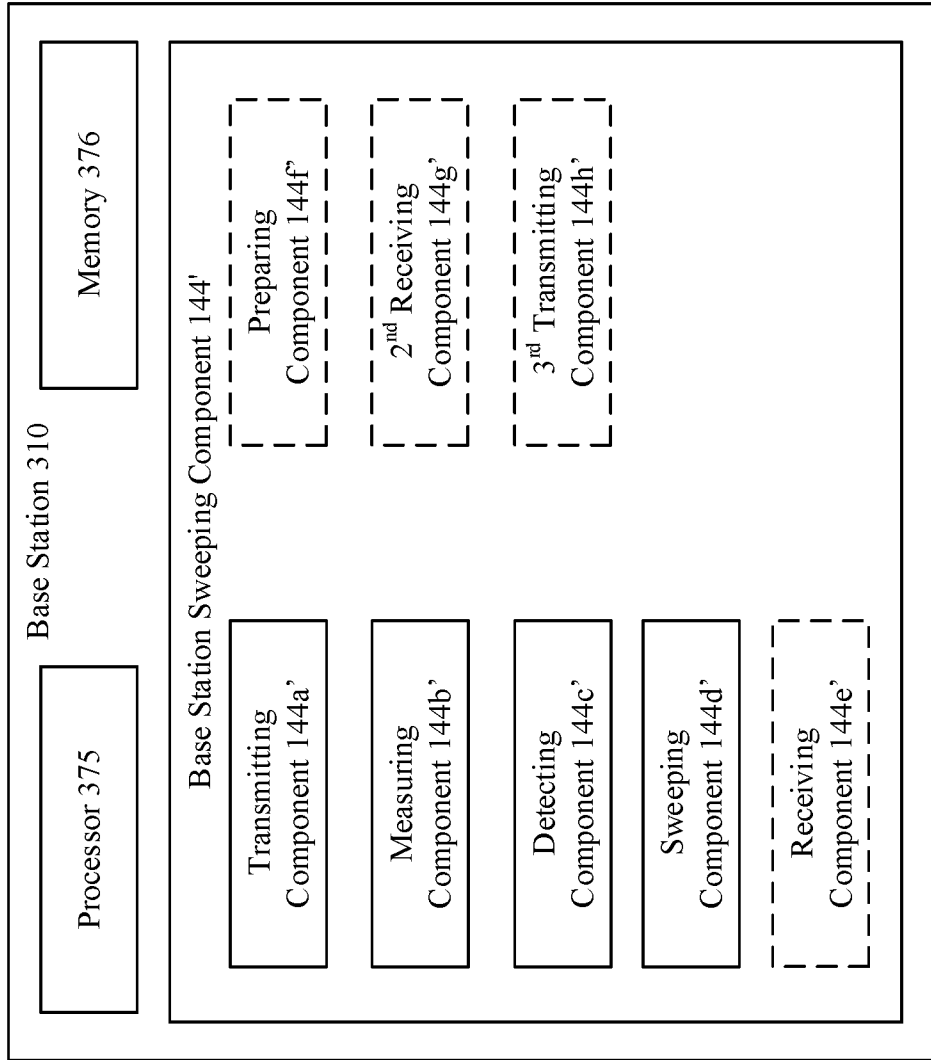 Base Station 310
Processor 375
Memory 376
Base Station Sweeping Component 144'
Transmitting
Component 144a’
Measuring
Component 144b’
Detecting
Component 144c’
Sweeping
Component 144d’
Receiving
Component 144e’
Preparing
Component 144f’
2nd Receiving
Component 144g’
3rd Transmitting
Component 144h’